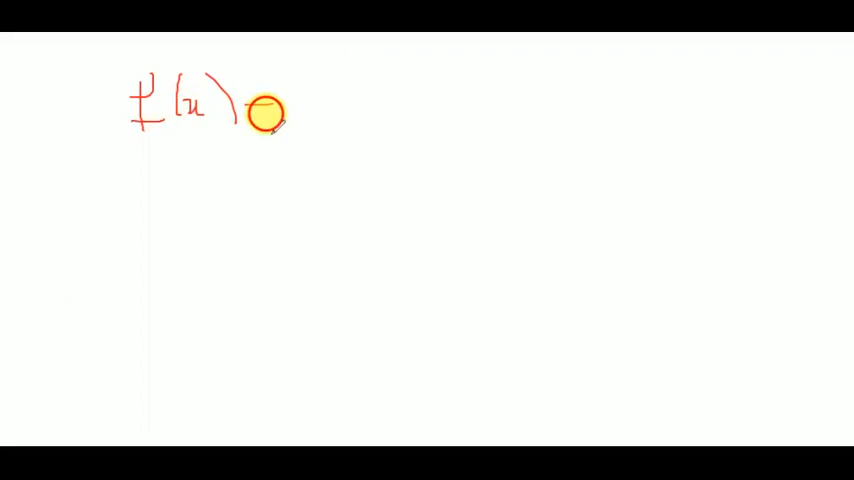 f(x) =